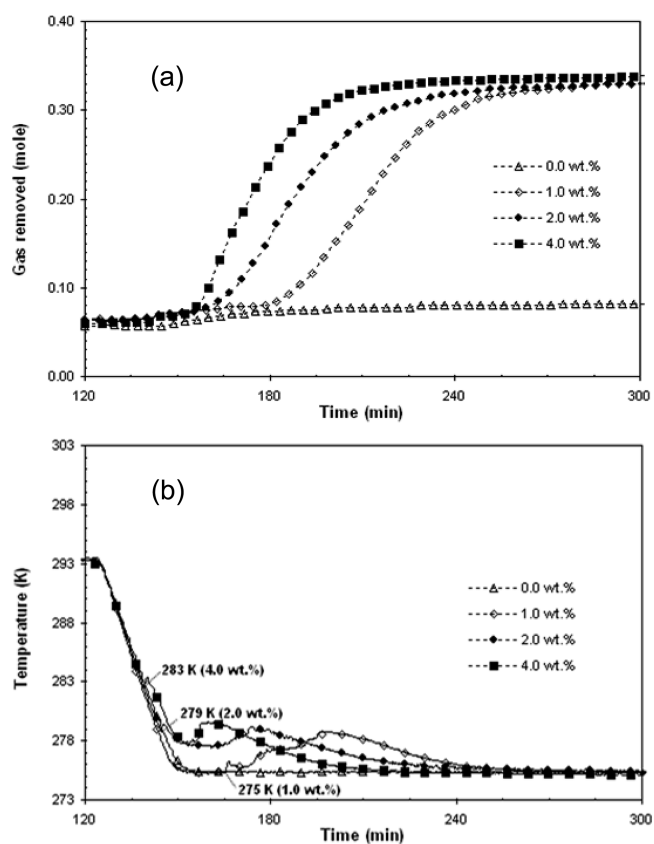 (a)
Gas removed (mole)
0.40
0.30
0.20
0.10
0.00
120
180
240
300
Time (min)
0.0 wt.%
1.0 wt.%
2.0 wt.%
4.0 wt.%
(b)
Temperature (K)
303
298
293
288
283
278
273
120
180
240
300
Time (min)
0.0 wt.%
1.0 wt.%
2.0 wt.%
4.0 wt.%
283 K (4.0 wt.%)
279 K (2.0 wt.%)
275 K (1.0 wt.%)